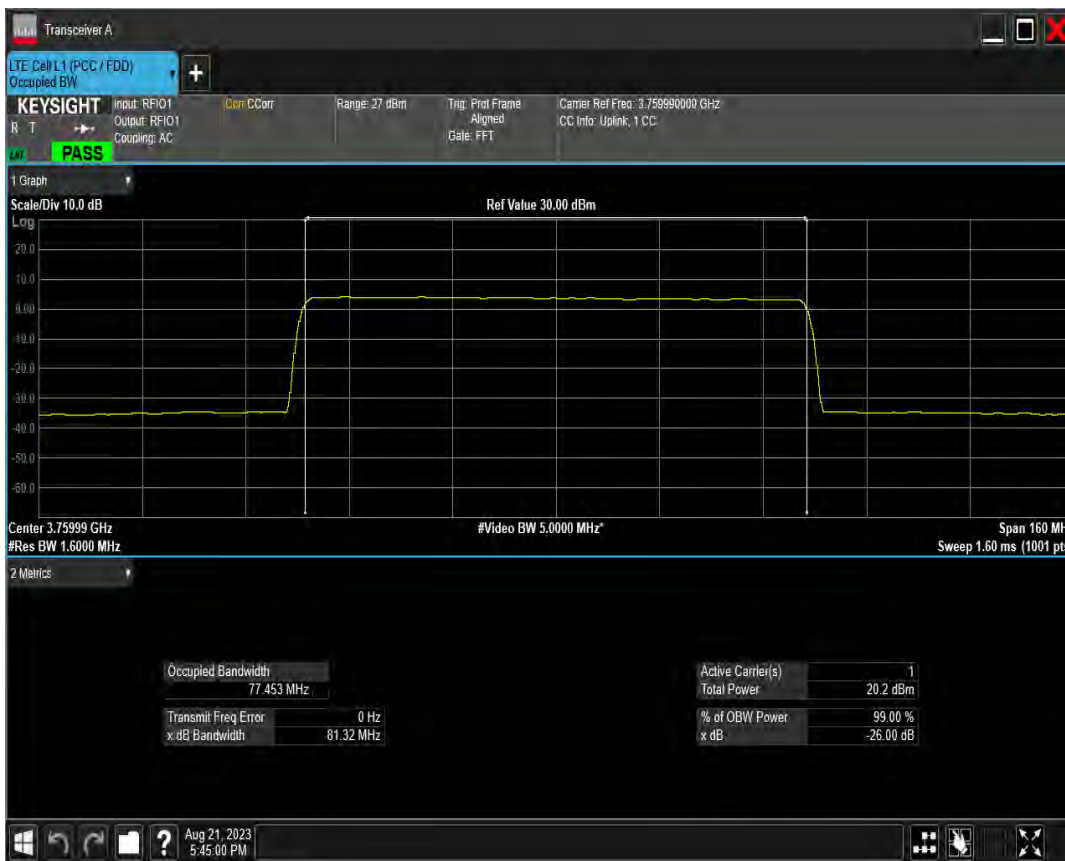 Transceiver A
LTE Cell L1 (PCC / FDD)
Occupied BW
KEYSIGHT
R T
PASS
Input: RFIO1
Output: RFIO1
Coupling: AC
Corr CCorr
Range: 27 dBm
Trig: Prot Frame
Aligned
Gate: FFT
Carrier Ref Freq: 3.759990000 GHz
CC Info: Uplink, 1 CC
1 Graph
Scale/Div 10.0 dB
Ref Value 30.00 dBm
Log
20.0
10.0
0.00
-10.0
-20.0
-30.0
-40.0
-50.0
-60.0
Center 3.75999 GHz
#Video BW 5.0000 MHz*
Span 160 MH
#Res BW 1.6000 MHz
Sweep 1.60 ms (1001 pts
2 Metrics
Occupied Bandwidth
77.453 MHz
Transmit Freq Error 0 Hz
x dB Bandwidth 81.32 MHz
Active Carrier(s) 1
Total Power 20.2 dBm
% of OBW Power 99.00 %
x dB -26.00 dB
Aug 21, 2023
5:45:00 PM